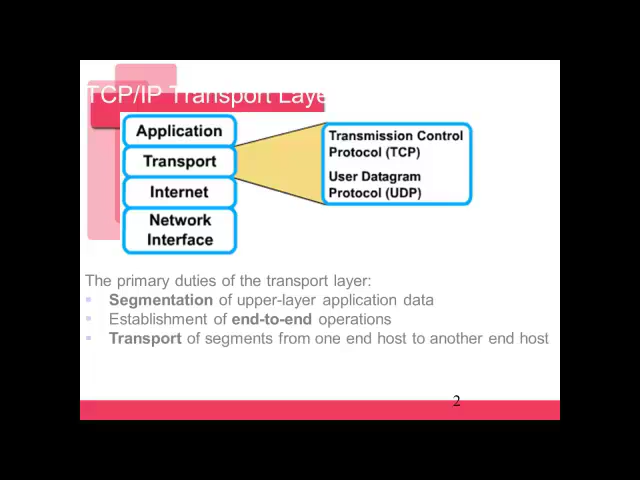 TCP/IP Transport Laye
Application
Transport
Internet
Network
Interface
Transmission Control
Protocol (TCP)
User Datagram
Protocol (UDP)
The primary duties of the transport layer:
Segmentation of upper-layer application data
Establishment of end-to-end operations
Transport of segments from one end host to another end host
2